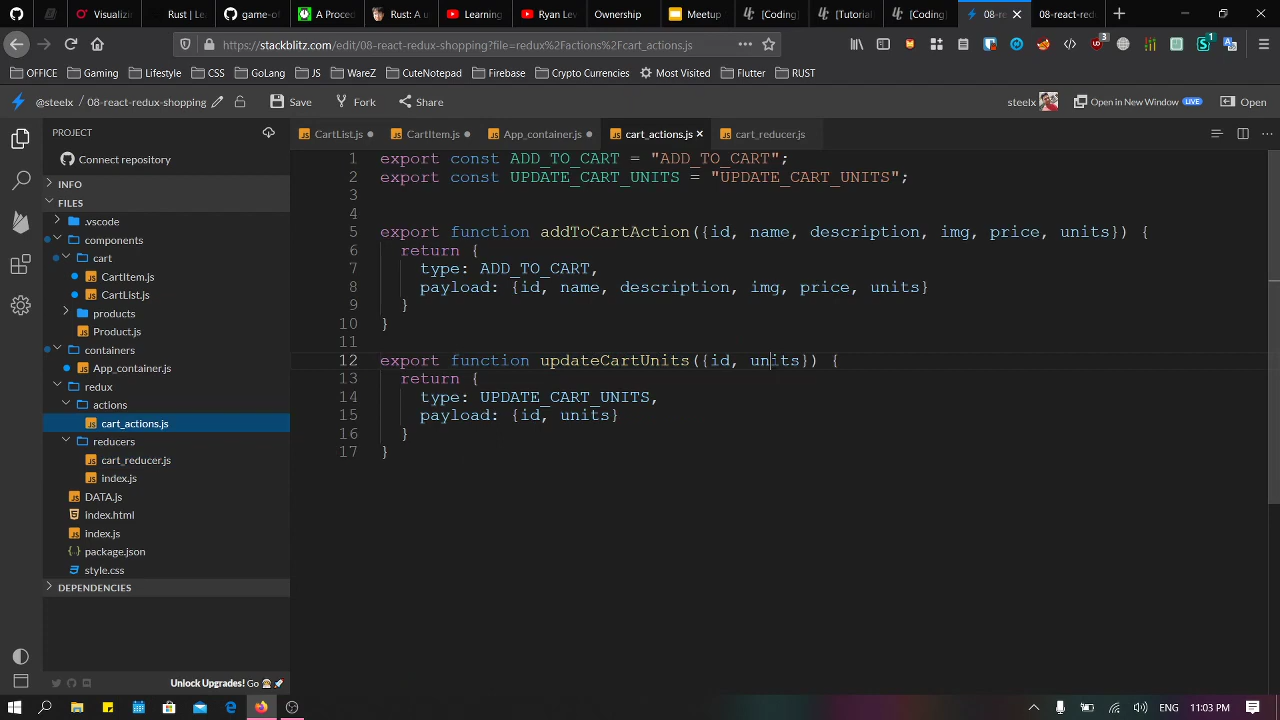 Visualizin
Rust | Le
game-of
A Proced
Rust: A u
Learning
Ryan Lev
Ownership
Meetup
[Coding]
[Tutorial
[Coding]
08-re
08-react-red
https://stackblitz.com/edit/08-react-redux-shopping?file=redux%2Factions%2Fcart_actions.js
3
1
OFFICE
Gaming
Lifestyle
CSS
GoLang
JS
WareZ
CuteNotepad
Firebase
Crypto Currencies
Most Visited
Flutter
RUST
@steelx / 08-react-redux-shopping
Save
Fork
Share
steelx
Open in New Window LIVE
Open
PROJECT
Connect repository
INFO
FILES
.vscode
components
cart
CartItem.js
CartList.js
products
Product.js
containers
App_container.js
redux
actions
cart_actions.js
reducers
cart_reducer.js
index.js
DATA.js
index.html
index.js
package.json
style.css
DEPENDENCIES
Unlock Upgrades! Go
CartList.js
CartItem.js
App_container.js
cart_actions.js
cart_reducer.js
1 export const ADD_TO_CART = "ADD_TO_CART";
2 export const UPDATE_CART_UNITS = "UPDATE_CART_UNITS";
3
4
5 export function addToCartAction({id, name, description, img, price, units}) {
6 return {
7 type: ADD_TO_CART,
8 payload: {id, name, description, img, price, units}
9 }
10 }
11
12 export function updateCartUnits({id, units}) {
13 return {
14 type: UPDATE_CART_UNITS,
15 payload: {id, units}
16 }
17 }
ENG
11:03 PM